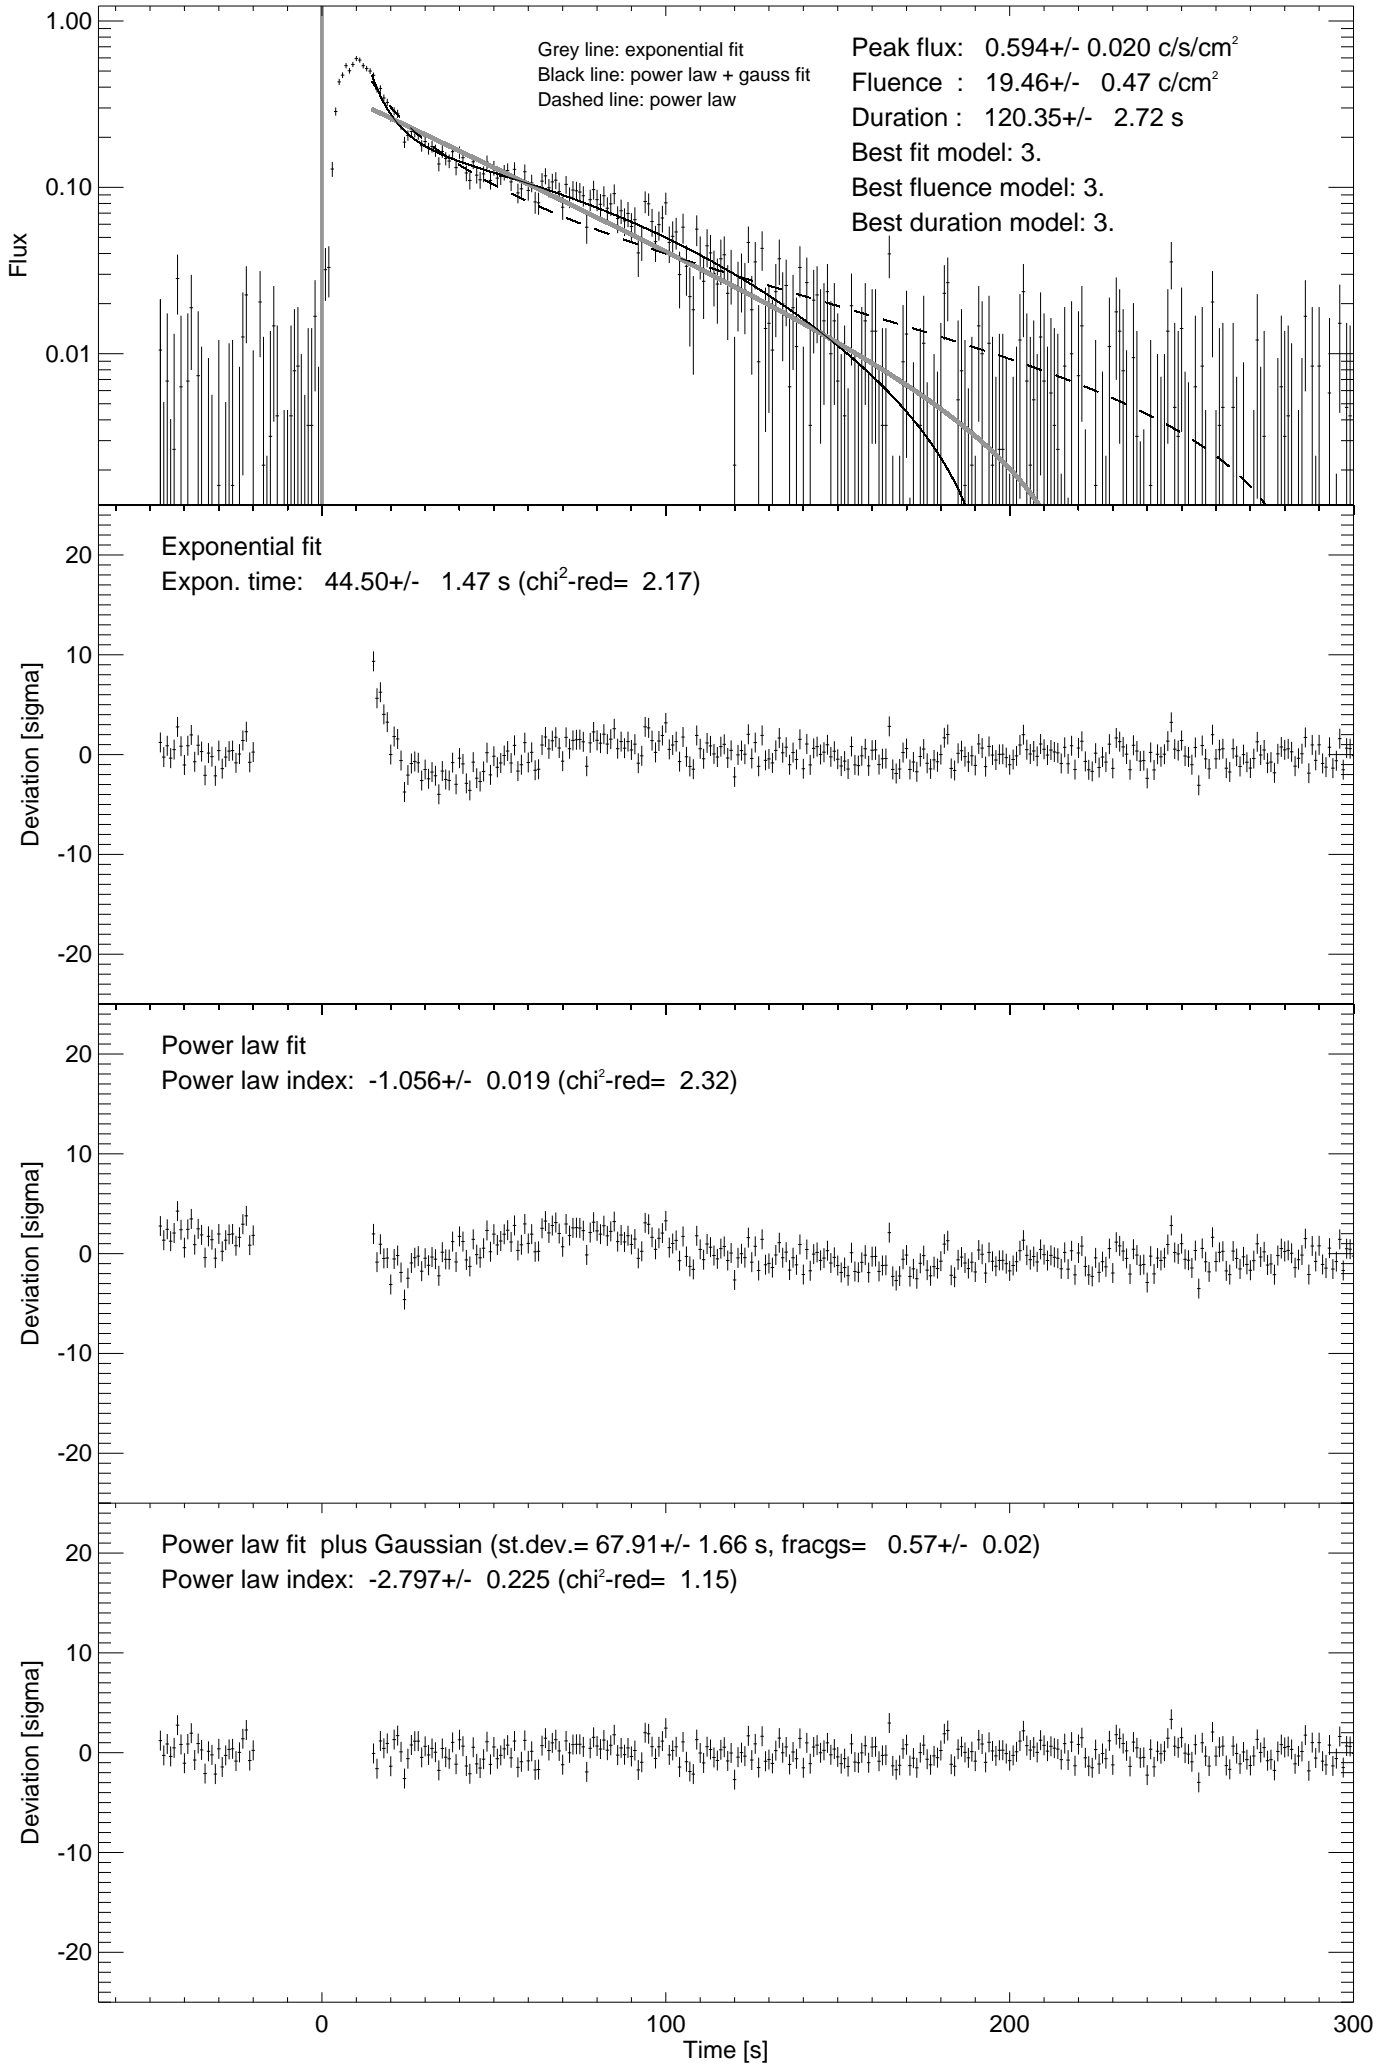 1.00
0.10
0.01
Flux
Grey line: exponential fit
Black line: power law + gauss fit
Dashed line: power law
Peak flux: 0.594+/- 0.020 c/s/cm²
Fluence : 19.46+/- 0.47 c/cm²
Duration : 120.35+/- 2.72 s
Best fit model: 3.
Best fluence model: 3.
Best duration model: 3.
Exponential fit
Expon. time: 44.50+/- 1.47 s (chi²-red= 2.17)
20
10
0
-10
-20
Deviation [sigma]
Power law fit
Power law index: -1.056+/- 0.019 (chi²-red= 2.32)
20
10
0
-10
-20
Deviation [sigma]
Power law fit plus Gaussian (st.dev.= 67.91+/- 1.66 s, fracgs= 0.57+/- 0.02)
Power law index: -2.797+/- 0.225 (chi²-red= 1.15)
20
10
0
-10
-20
Deviation [sigma]
0 100 200 300
Time [s]